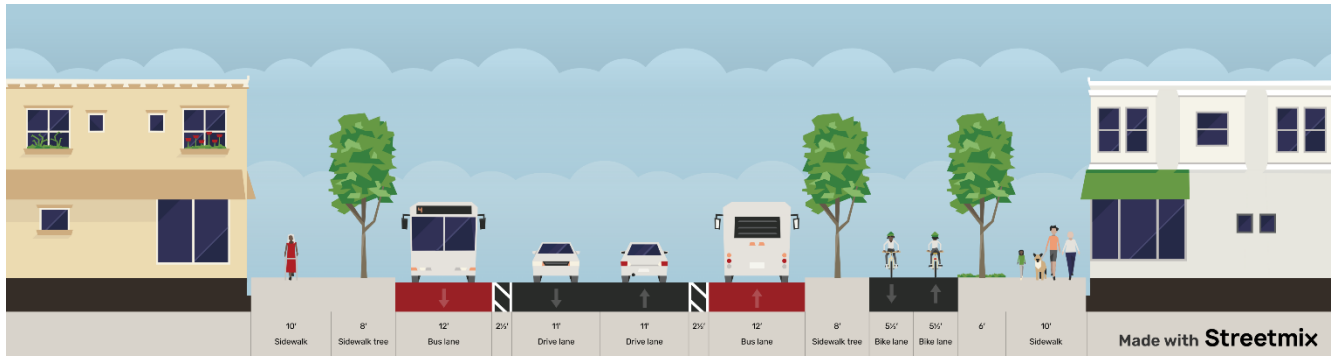 10' 8' 12' 2½' 11' 11' 2½' 12' 8' 5½' 5½' 6' 10'
Sidewalk Sidewalk tree Bus lane Drive lane Drive lane Bus lane Sidewalk tree Bike lane Bike lane Sidewalk
Made with Streetmix